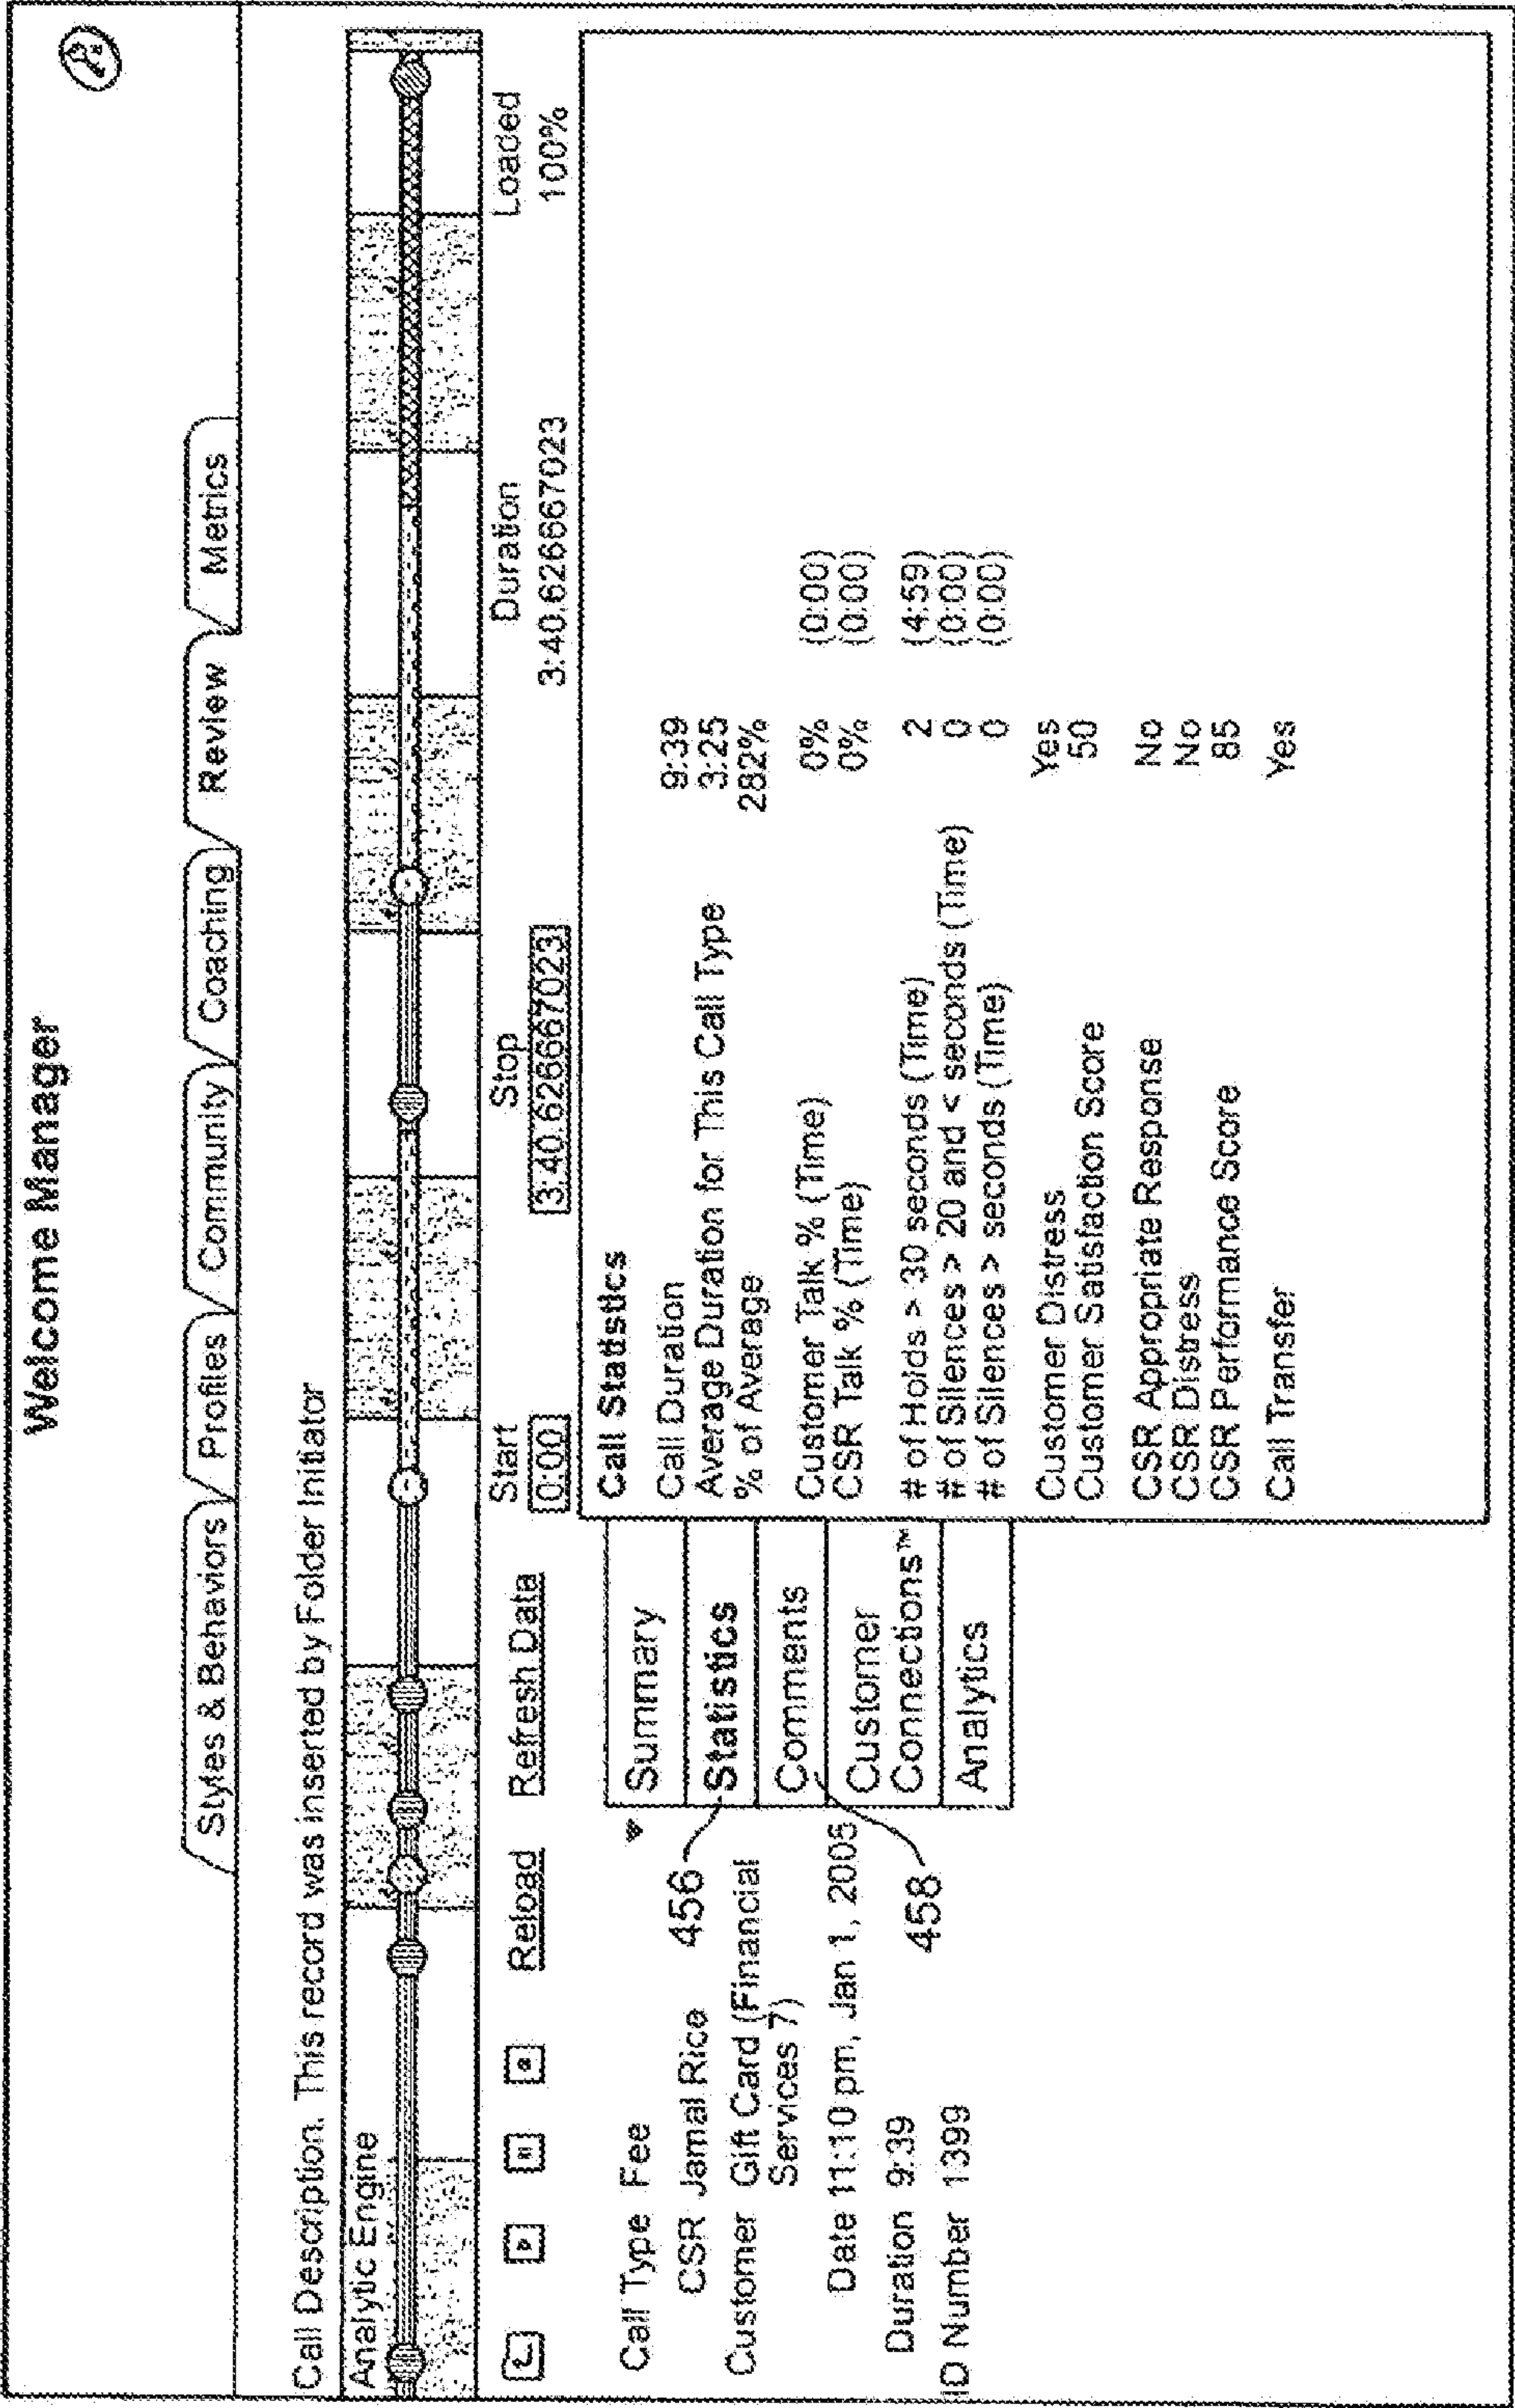 Welcome Manager
Styles & Behaviors
Profiles
Community
Coaching
Review
Metrics
Call Description. This record was inserted by Folder Initiator
Analytic Engine
Reload
Refresh Data
Start
0:00
Stop
3:40.62667023
Duration
3:40.62667023
Loaded
100%
Call Type Fee
CSR Jamal Rice
Customer Gift Card (Financial
Services 7)
Date 11:10 pm, Jan 1, 2005
Duration 9:39
ID Number 1399
456
458
Summary
Statistics
Comments
Customer
Connections™
Analytics
Call Statistics
Call Duration 9:39
Average Duration for This Call Type 3:25
% of Average 282%
Customer Talk % (Time) 0% (0:00)
CSR Talk % (Time) 0% (0:00)
# of Holds > 30 seconds (Time) 2 (4:59)
# of Silences > 20 and < seconds (Time) 0 (0:00)
# of Silences > seconds (Time) 0 (0:00)
Customer Distress Yes
Customer Satisfaction Score 50
CSR Appropriate Response No
CSR Distress No
CSR Performance Score 85
Call Transfer Yes